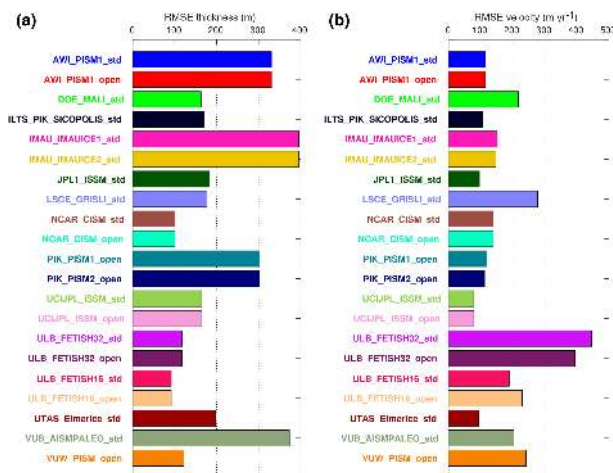 (a)
RMSE thickness (m)
0 100 200 300 400
AWI_PISM1_std
AWI_PISM1_open
DOE_MALI_std
ILTS_PIK_SICOPOLIS_std
IMAU_IMAUICE1_std
IMAU_IMAUICE2_std
JPL1_ISSM_std
LSCE_GRISLI_std
NCAR_CISM_std
NCAR_CISM_open
PIK_PISM1_open
PIK_PISM2_open
UCIJPL_ISSM_std
UCIJPL_ISSM_open
ULB_FETISH32_std
ULB_FETISH32_open
ULB_FETISH16_std
ULB_FETISH16_open
UTAS_Elmerice_std
VUB_AISMPALEO_std
VUW_PISM_open
(b)
RMSE velocity (m yr⁻¹)
0 100 200 300 400 500
AWI_PISM1_std
AWI_PISM1_open
DOE_MALI_std
ILTS_PIK_SICOPOLIS_std
IMAU_IMAUICE1_std
IMAU_IMAUICE2_std
JPL1_ISSM_std
LSCE_GRISLI_std
NCAR_CISM_std
NCAR_CISM_open
PIK_PISM1_open
PIK_PISM2_open
UCIJPL_ISSM_std
UCIJPL_ISSM_open
ULB_FETISH32_std
ULB_FETISH32_open
ULB_FETISH16_std
ULB_FETISH16_open
UTAS_Elmerice_std
VUB_AISMPALEO_std
VUW_PISM_open